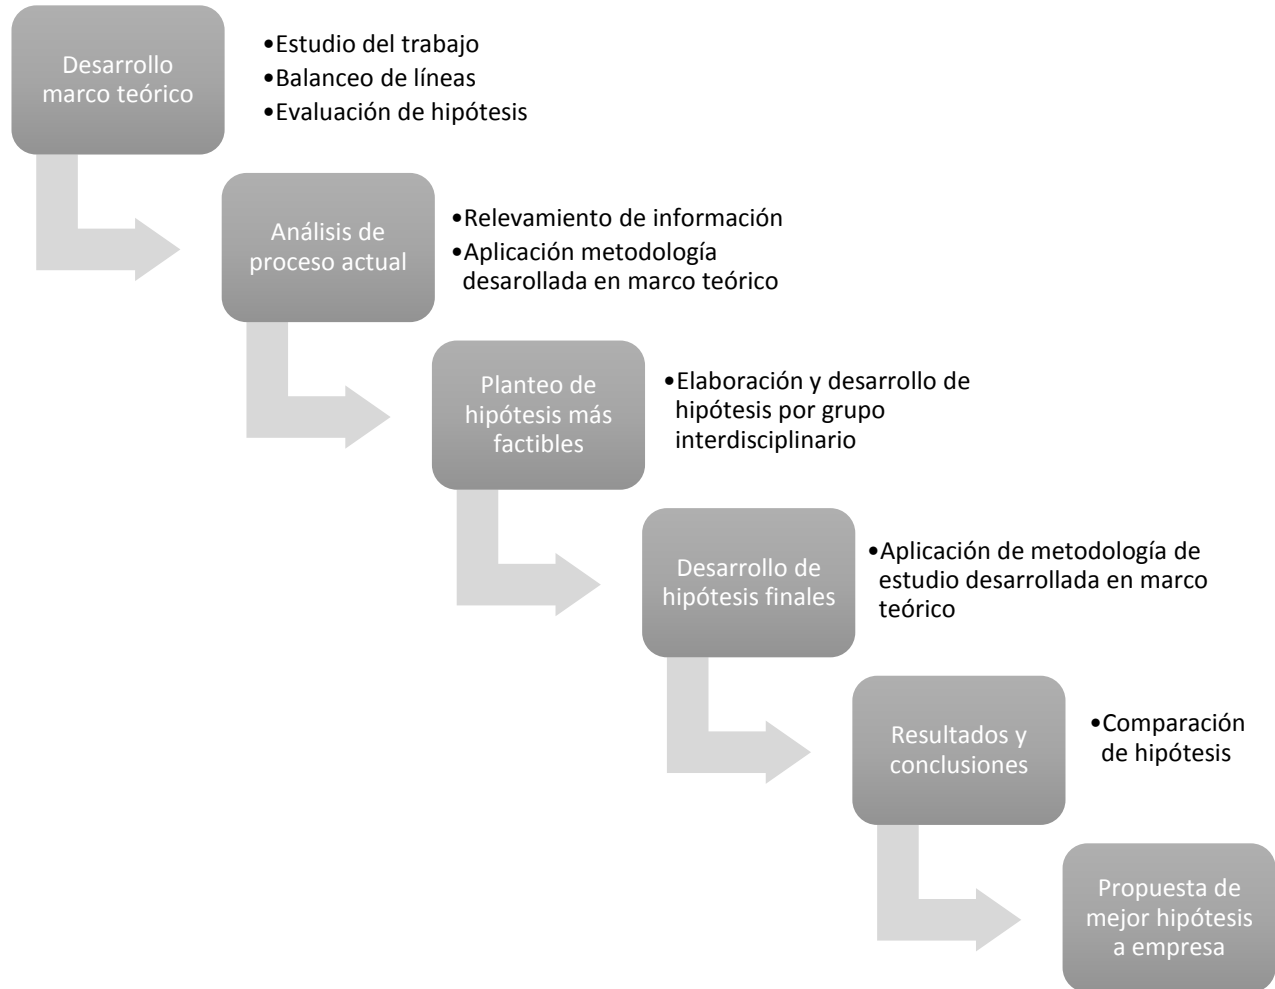 Desarrollo
marco teórico
•Estudio del trabajo
•Balanceo de líneas
•Evaluación de hipótesis
Análisis de
proceso actual
•Relevamiento de información
•Aplicación metodología
desarollada en marco teórico
Planteo de
hipótesis más
factibles
•Elaboración y desarrollo de
hipótesis por grupo
interdisciplinario
Desarrollo de
hipótesis finales
•Aplicación de metodología de
estudio desarrollada en marco
teórico
Resultados y
conclusiones
•Comparación
de hipótesis
Propuesta de
mejor hipótesis
a empresa